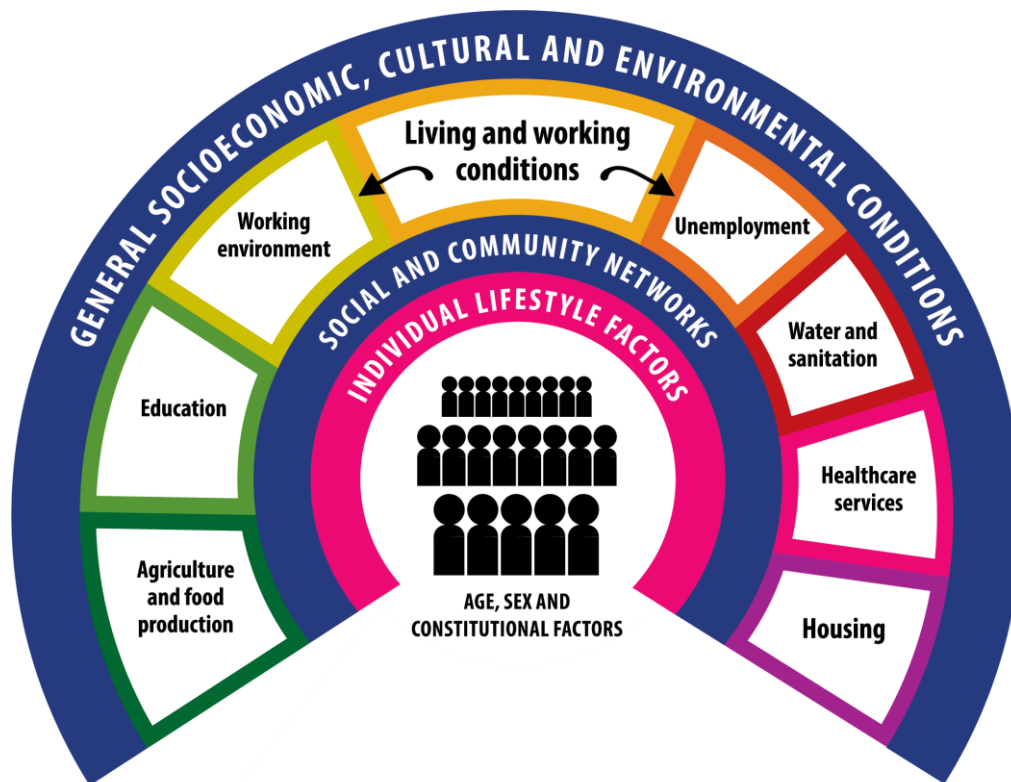 GENERAL SOCIOECONOMIC, CULTURAL AND ENVIRONMENTAL CONDITIONS
Living and working
conditions
Working
environment
Unemployment
SOCIAL AND COMMUNITY NETWORKS
INDIVIDUAL LIFESTYLE FACTORS
Water and
sanitation
Education
Healthcare
services
Agriculture
and food
production
Housing
AGE, SEX AND
CONSTITUTIONAL FACTORS